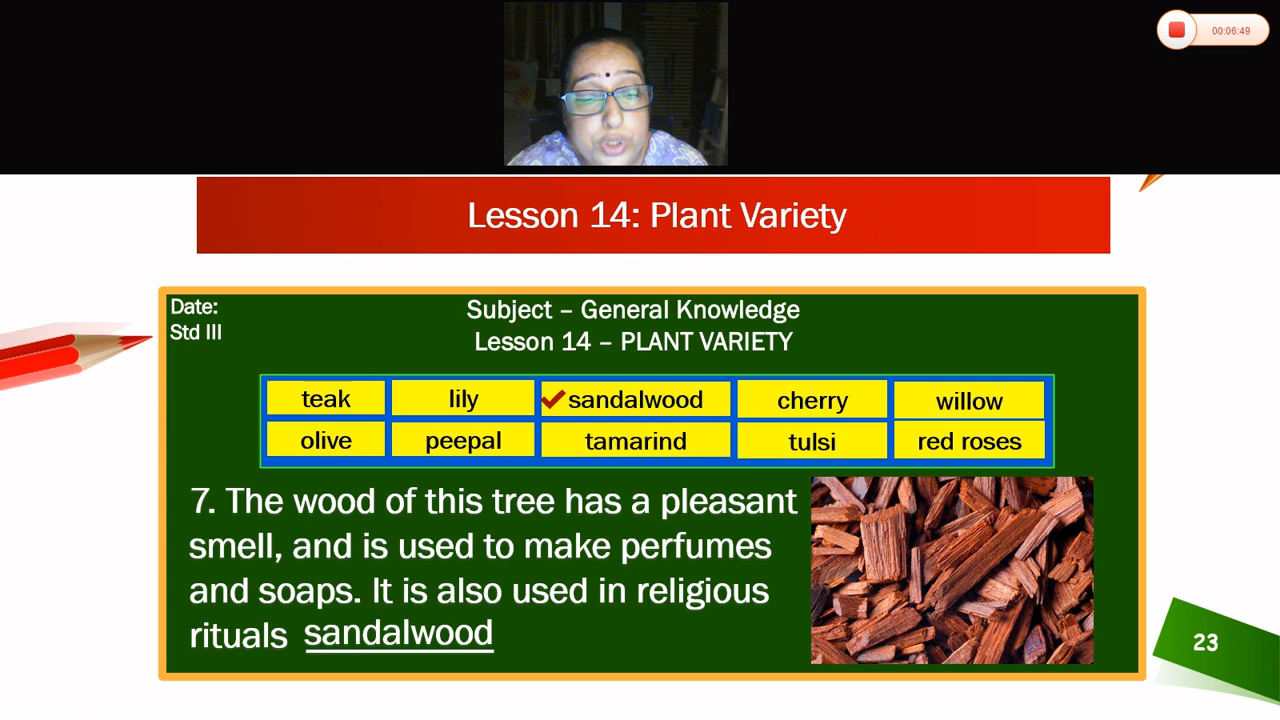 00:06:49
Lesson 14: Plant Variety
Date:
Std III
Subject – General Knowledge
Lesson 14 – PLANT VARIETY
teak lily sandalwood cherry willow
olive peepal tamarind tulsi red roses
7. The wood of this tree has a pleasant
smell, and is used to make perfumes
and soaps. It is also used in religious
rituals sandalwood
23